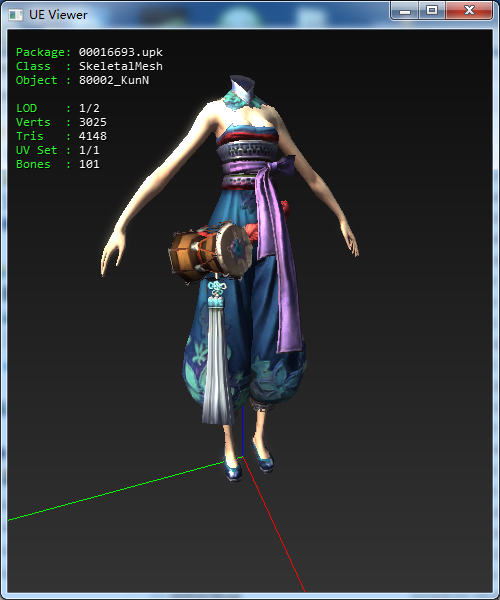 UE Viewer
Package: 00016693.upk
Class : SkeletalMesh
Object : 80002_KunN
LOD : 1/2
Verts : 3025
Tris : 4148
UV Set : 1/1
Bones : 101